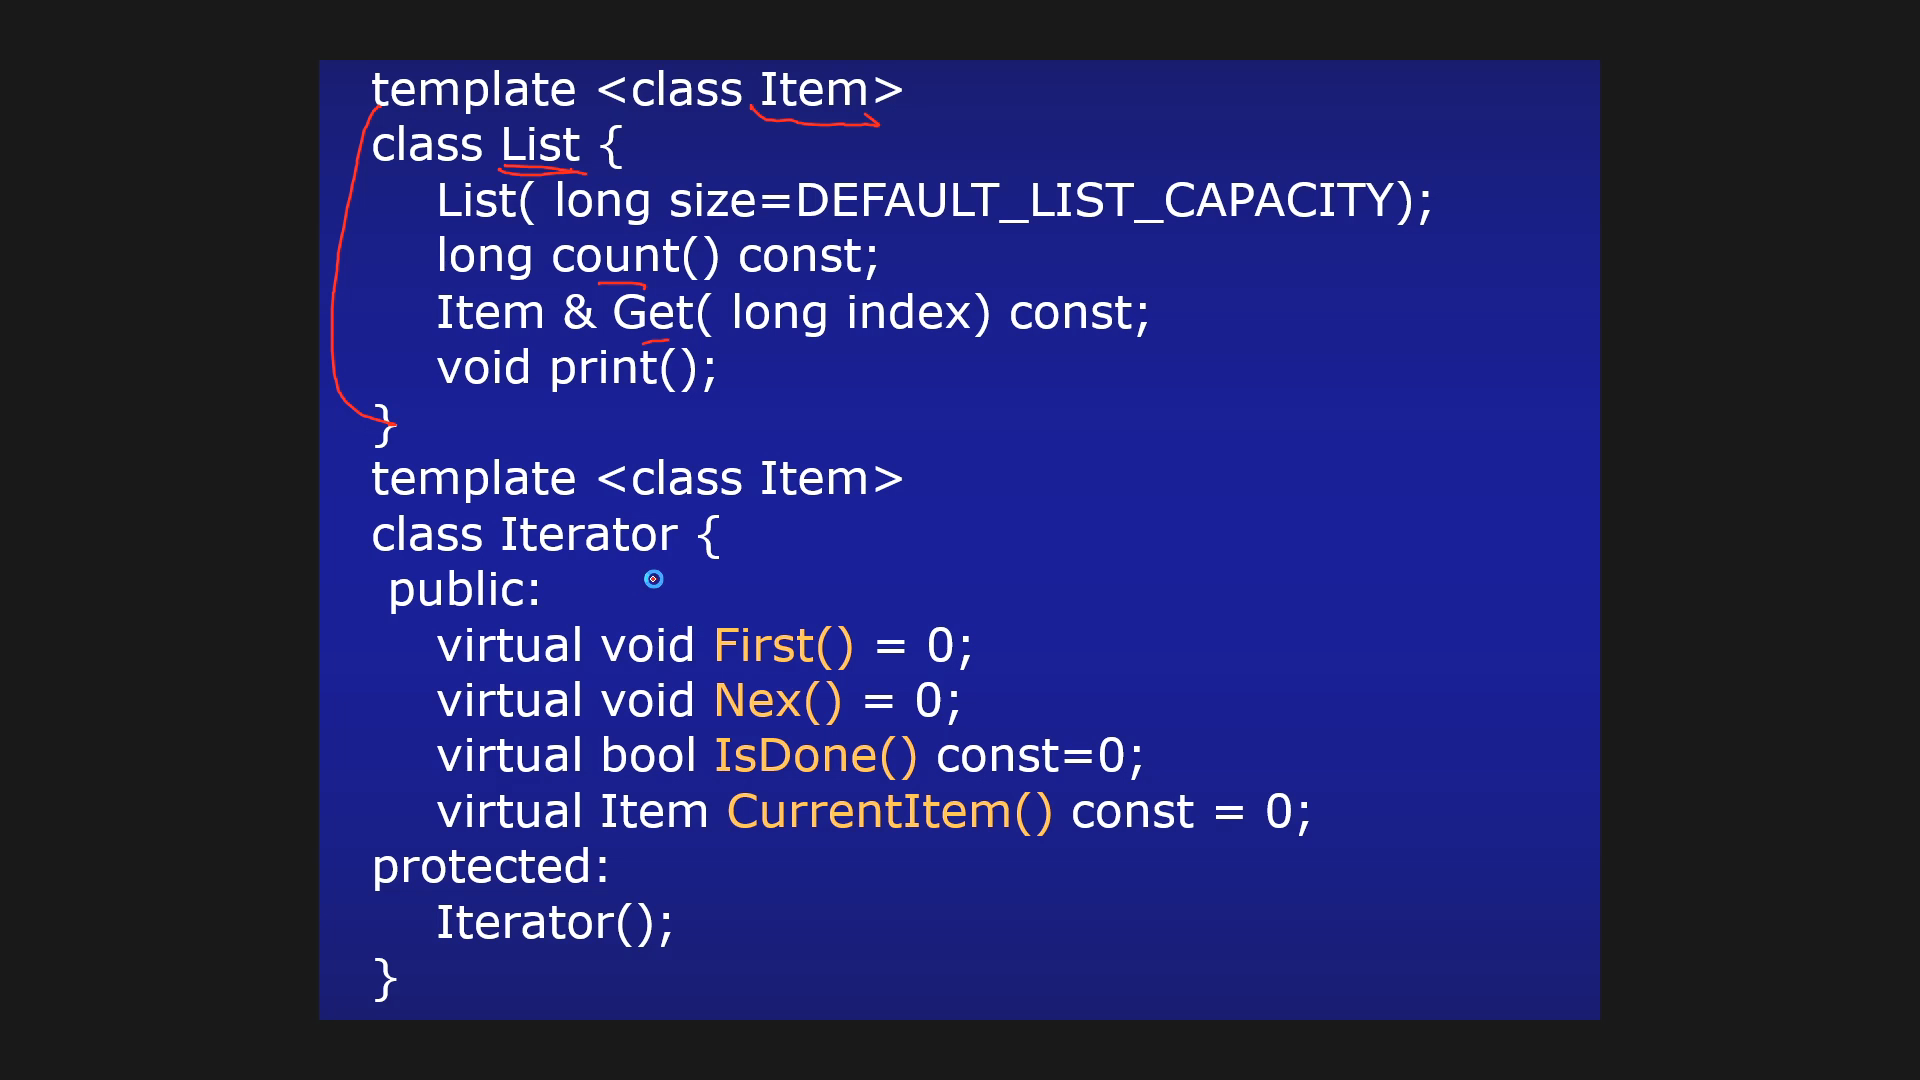 template <class Item>
class List {
List( long size=DEFAULT_LIST_CAPACITY);
long count() const;
Item & Get( long index) const;
void print();
}
template <class Item>
class Iterator {
public:
virtual void First() = 0;
virtual void Nex() = 0;
virtual bool IsDone() const=0;
virtual Item CurrentItem() const = 0;
protected:
Iterator();
}